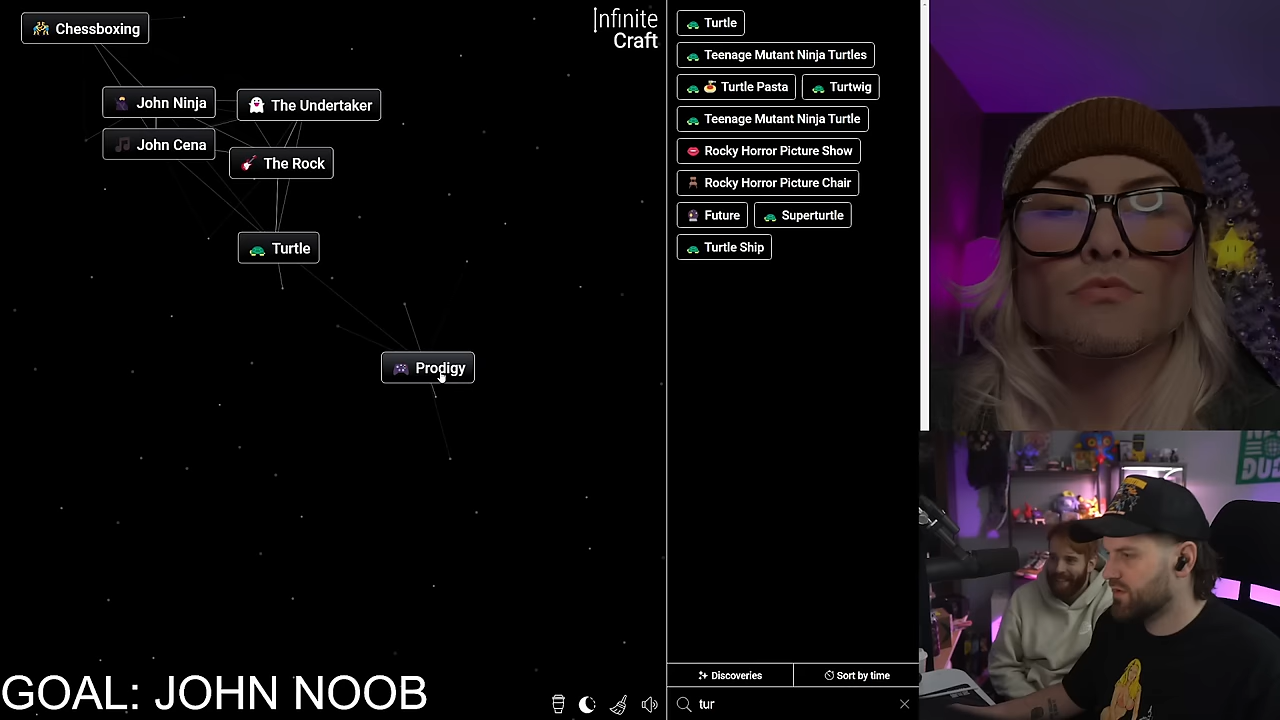 Chessboxing
Infinite
Craft
John Ninja
The Undertaker
John Cena
The Rock
Turtle
Prodigy
Turtle
Teenage Mutant Ninja Turtles
Turtle Pasta
Turtwig
Teenage Mutant Ninja Turtle
Rocky Horror Picture Show
Rocky Horror Picture Chair
Future
Superturtle
Turtle Ship
Discoveries
Sort by time
tur
GOAL: JOHN NOOB